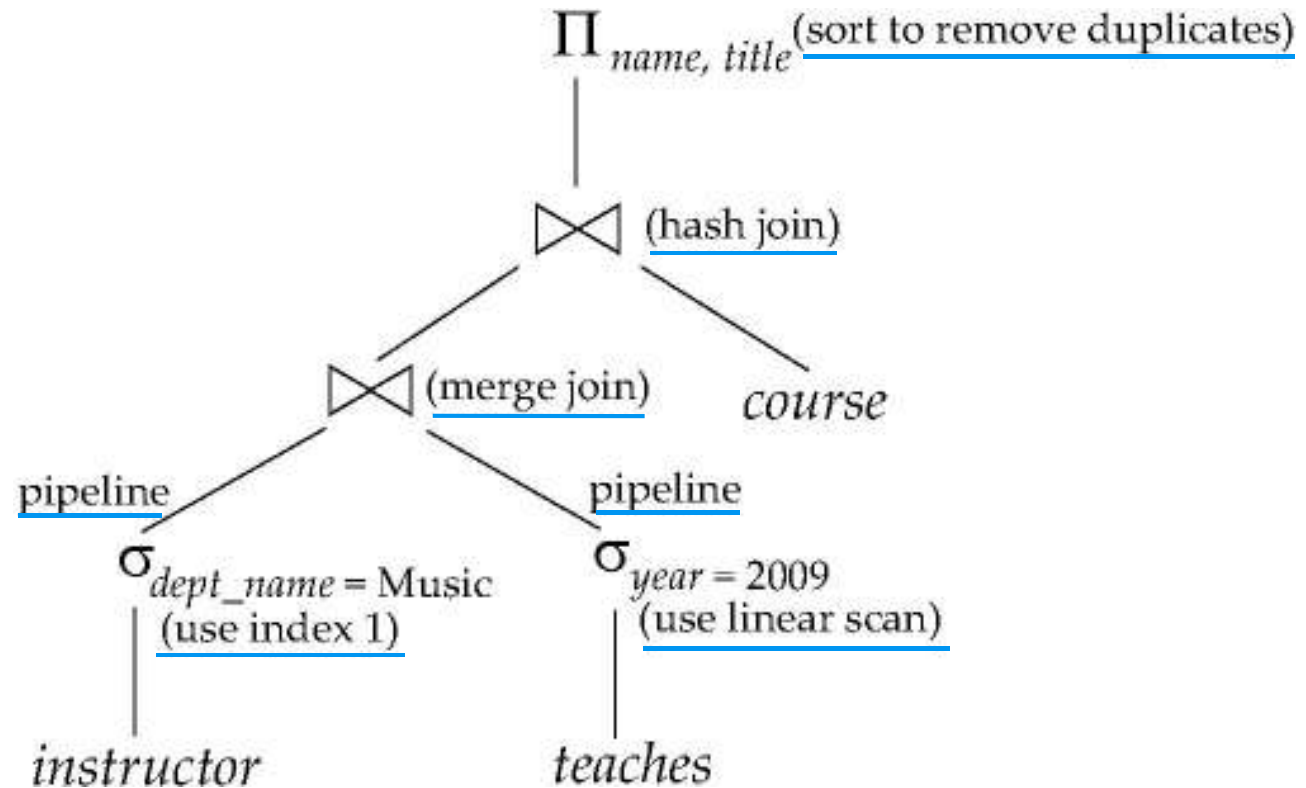 Π name, title (sort to remove duplicates)
(hash join)
(merge join)
course
pipeline
pipeline
σ dept_name = Music
σ year = 2009
(use index 1)
(use linear scan)
instructor
teaches